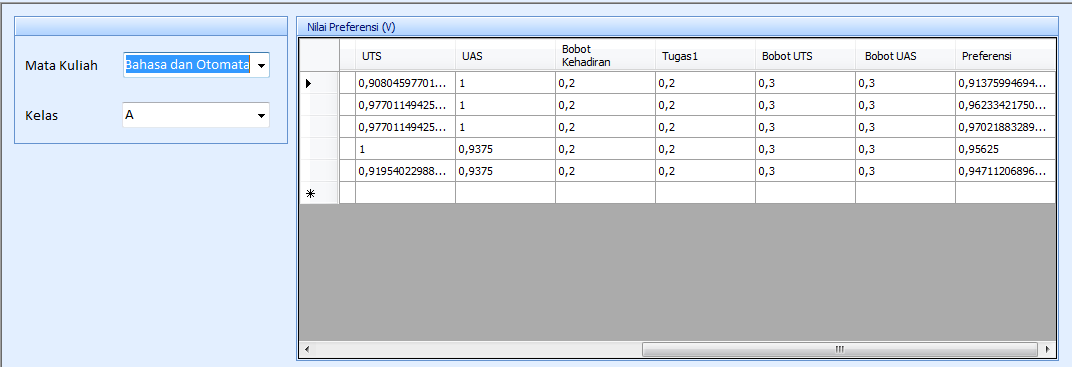 Nilai Preferensi (V)
Mata Kuliah
Bahasa dan Otomata
Kelas
A
UTS UAS Bobot Kehadiran Tugas1 Bobot UTS Bobot UAS Preferensi
0,90804597701... 1 0,2 0,2 0,3 0,3 0,91375994694...
0,97701149425... 1 0,2 0,2 0,3 0,3 0,96233421750...
0,97701149425... 1 0,2 0,2 0,3 0,3 0,97021883289...
1 0,9375 0,2 0,2 0,3 0,3 0,95625
0,91954022988... 0,9375 0,2 0,2 0,3 0,3 0,94711206896...